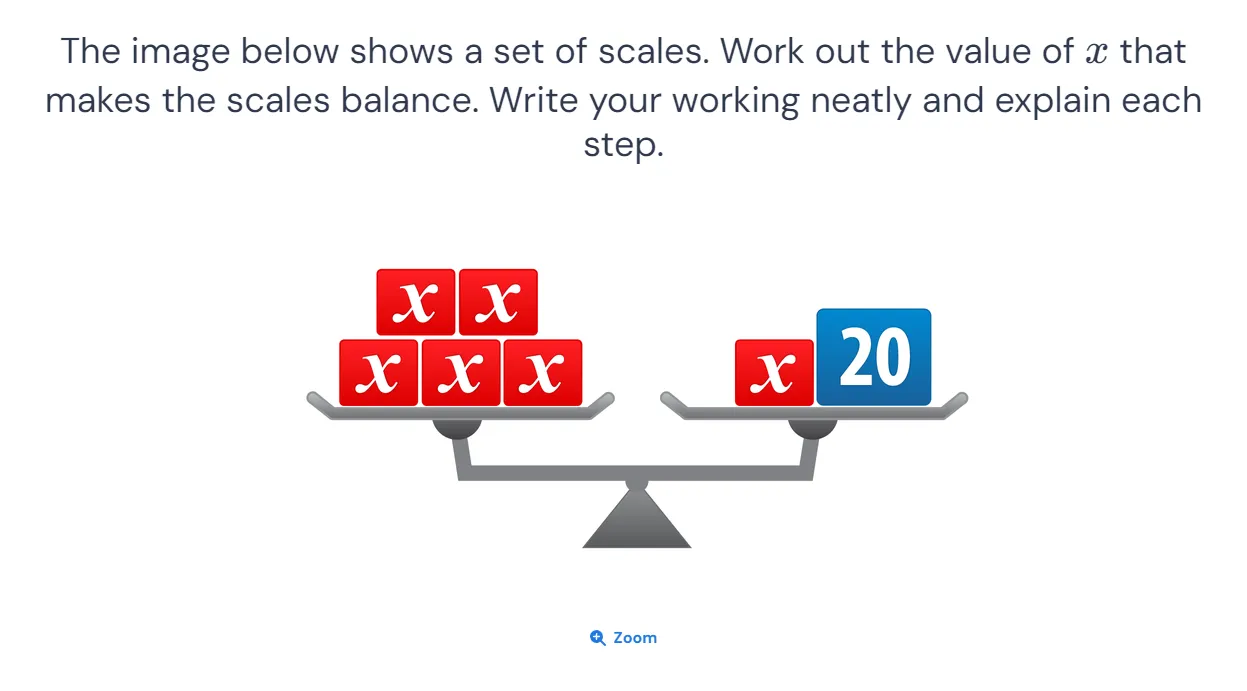 The image below shows a set of scales. Work out the value of x that
makes the scales balance. Write your working neatly and explain each
step.
x x
x x x
x 20
Zoom